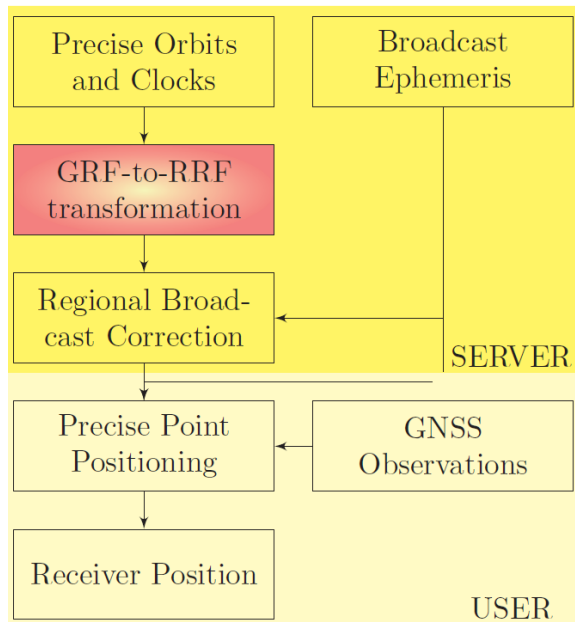 Precise Orbits
and Clocks
Broadcast
Ephemeris
GRF-to-RRF
transformation
Regional Broad-
cast Correction
SERVER
Precise Point
Positioning
GNSS
Observations
Receiver Position
USER